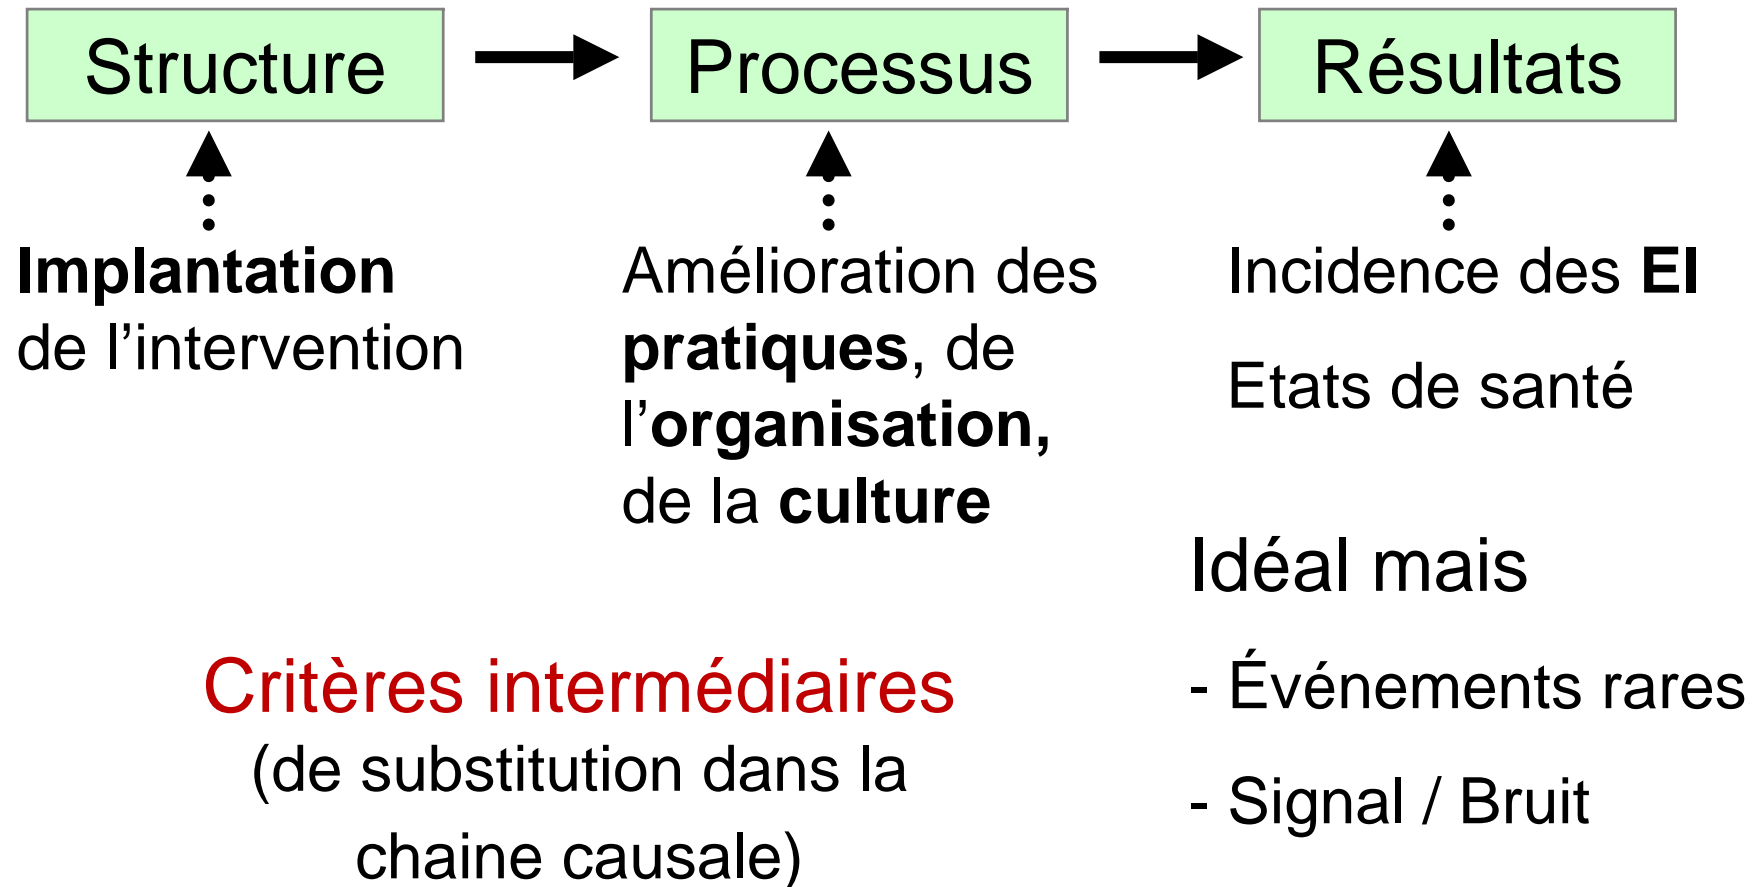 Structure
Processus
Résultats
Implantation
de l’intervention
Amélioration des
pratiques, de
l’organisation,
de la culture
Incidence des EI
Etats de santé
Idéal mais
- Événements rares
- Signal / Bruit
Critères intermédiaires
(de substitution dans la
chaine causale)